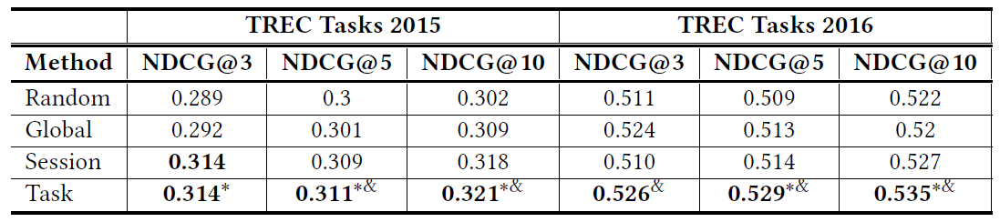 TREC Tasks 2015 TREC Tasks 2016
Method NDCG@3 NDCG@5 NDCG@10 NDCG@3 NDCG@5 NDCG@10
Random 0.289 0.3 0.302 0.511 0.509 0.522
Global 0.292 0.301 0.309 0.524 0.513 0.52
Session 0.314 0.309 0.318 0.510 0.514 0.527
Task 0.314* 0.311*& 0.321*& 0.526& 0.529*& 0.535*&